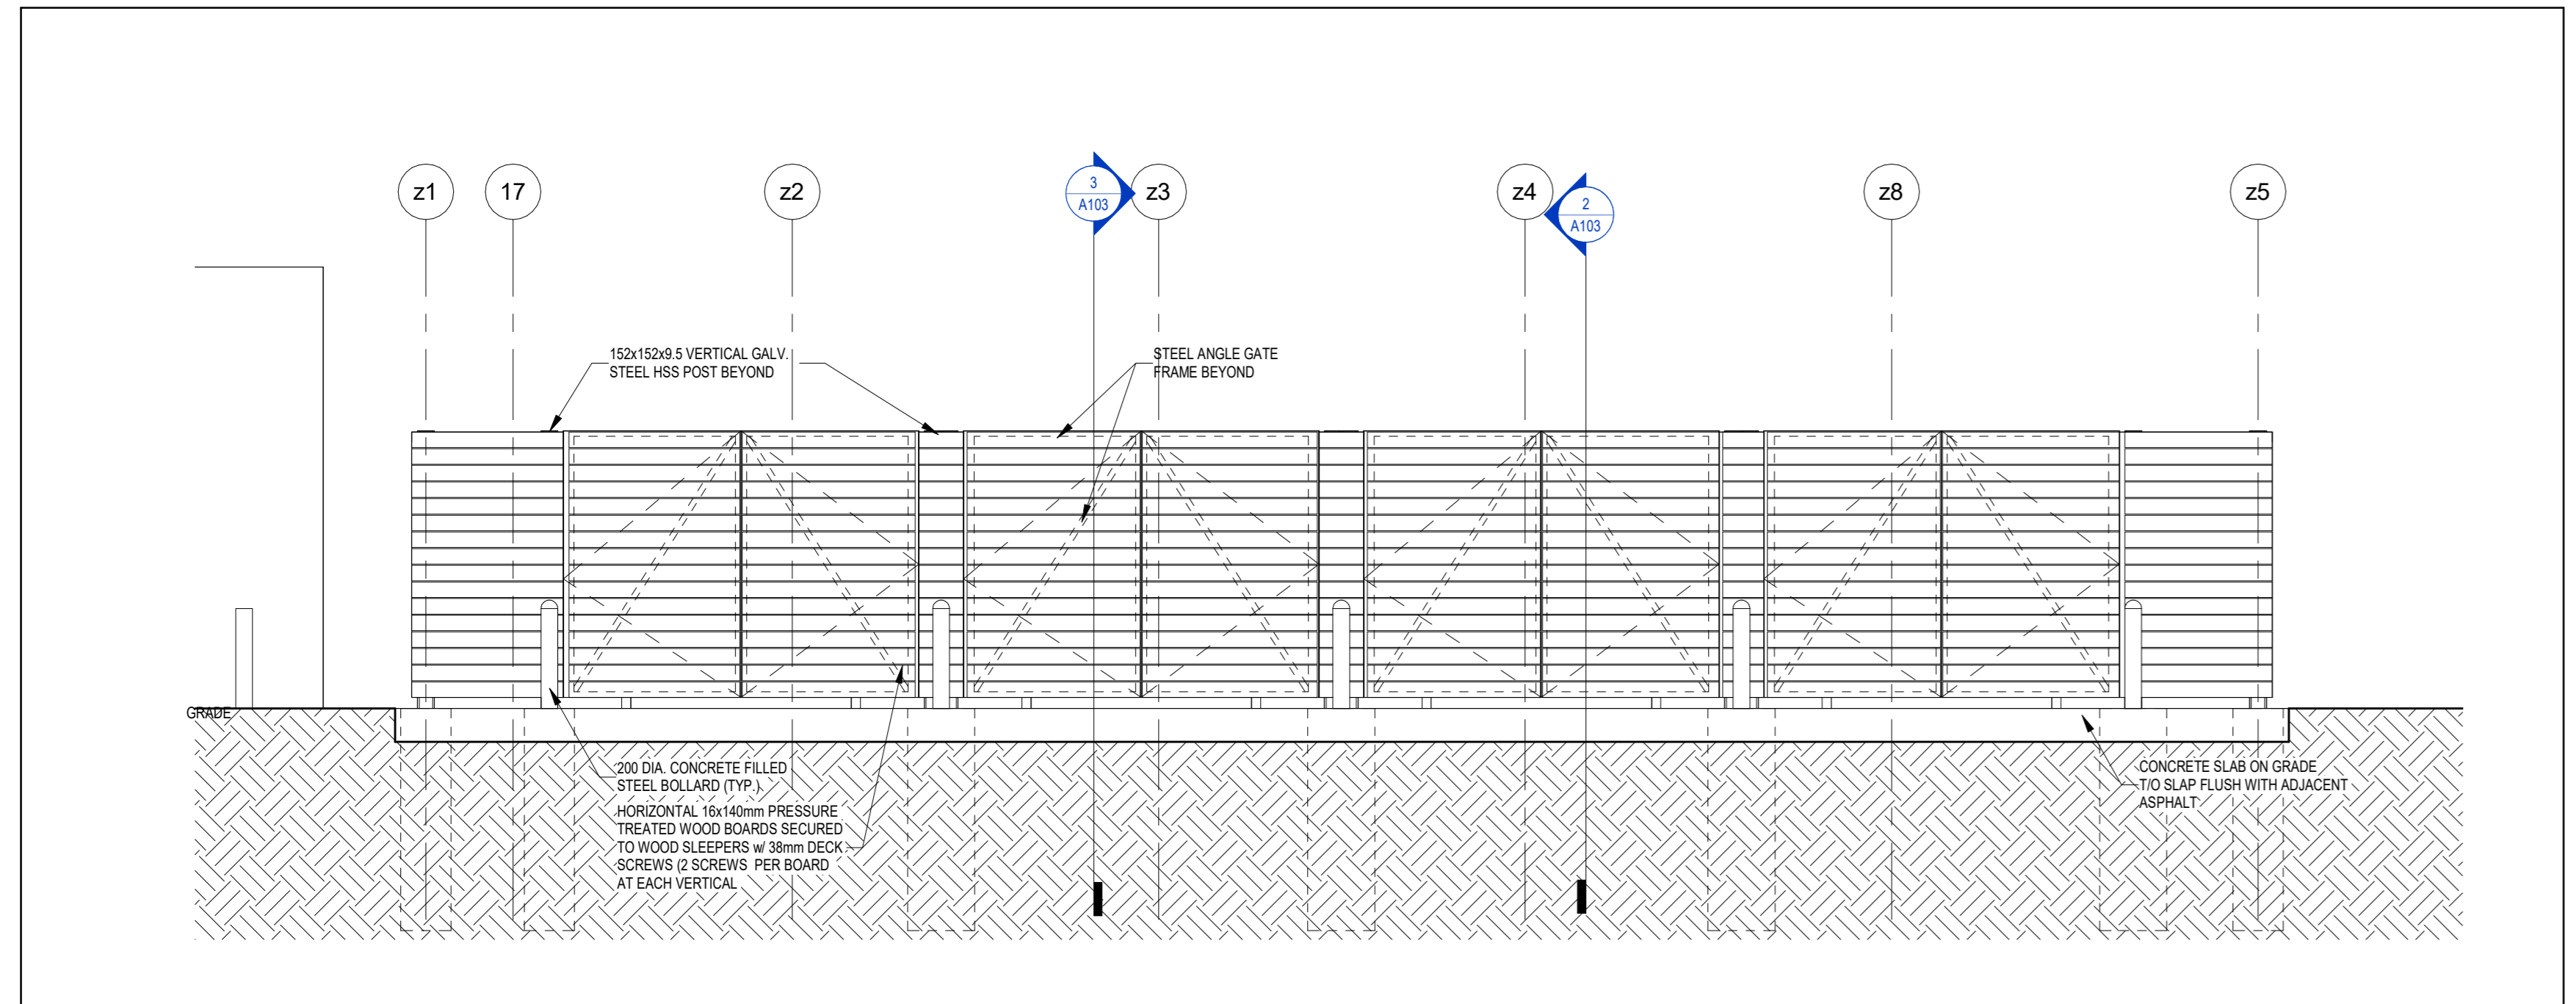 z1
17
z2
3
A103
z3
z4
2
A103
z8
z5
152x152x9.5 VERTICAL GALV.
STEEL HSS POST BEYOND
STEEL ANGLE GATE
FRAME BEYOND
GRADE
200 DIA. CONCRETE FILLED
STEEL BOLLARD (TYP.)
HORIZONTAL 16x140mm PRESSURE
TREATED WOOD BOARDS SECURED
TO WOOD SLEEPERS w/ 38mm DECK
SCREWS (2 SCREWS PER BOARD
AT EACH VERTICAL
CONCRETE SLAB ON GRADE
T/O SLAP FLUSH WITH ADJACENT
ASPHALT